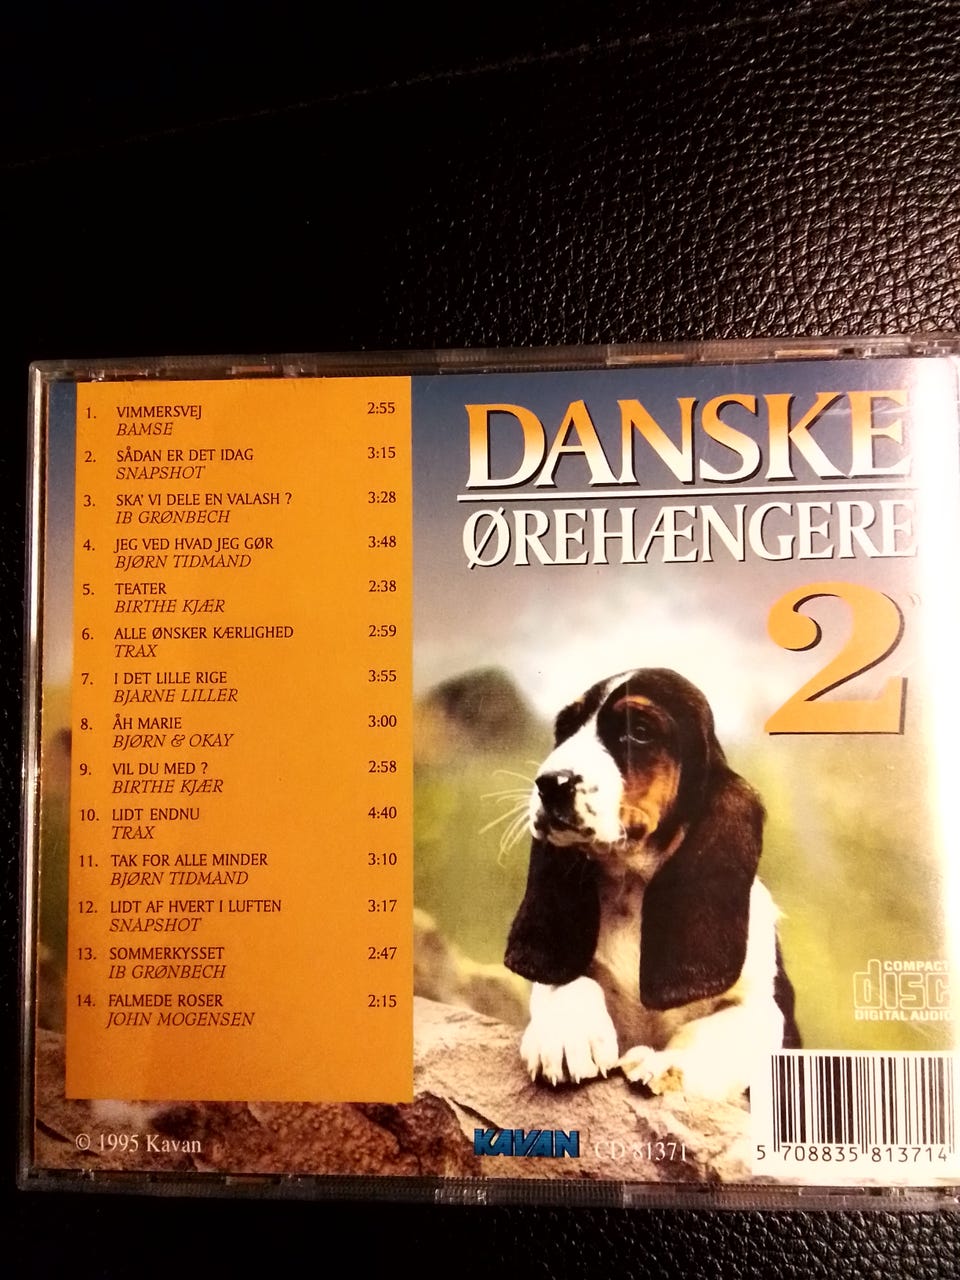 1. VIMMERSVEJ 2:55
BAMSE
2. SÅDAN ER DET IDAG 3:15
SNAPSHOT
3. SKA' VI DELE EN VALASH ? 3:28
IB GRØNBECH
4. JEG VED HVAD JEG GØR 3:48
BJØRN TIDMAND
5. TEATER 2:38
BIRTHE KJÆR
6. ALLE ØNSKER KÆRLIGHED 2:59
TRAX
7. I DET LILLE RIGE 3:55
BJARNE LILLER
8. ÅH MARIE 3:00
BJØRN & OKAY
9. VIL DU MED ? 2:58
BIRTHE KJÆR
10. LIDT ENDNU 4:40
TRAX
11. TAK FOR ALLE MINDER 3:10
BJØRN TIDMAND
12. LIDT AF HVERT I LUFTEN 3:17
SNAPSHOT
13. SOMMERKYSSET 2:47
IB GRØNBECH
14. FALMEDE ROSER 2:15
JOHN MOGENSEN
© 1995 Kavan
DANSKE
ØREHÆNGERE
2
COMPACT
disc
DIGITAL AUDIO
KAVAN CD 81371
5 708835 813714